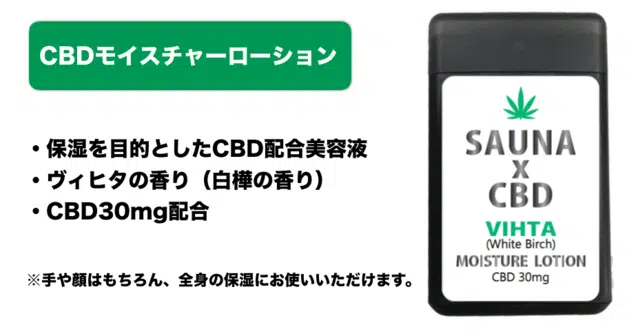 CBDモイスチャーローション
・保湿を目的としたCBD配合美容液
・ヴィヒタの香り（白樺の香り）
・CBD30mg配合
※手や顔はもちろん、全身の保湿にお使いいただけます。
SAUNA
x
CBD
VIHTA
(White Birch)
MOISTURE LOTION
CBD 30mg